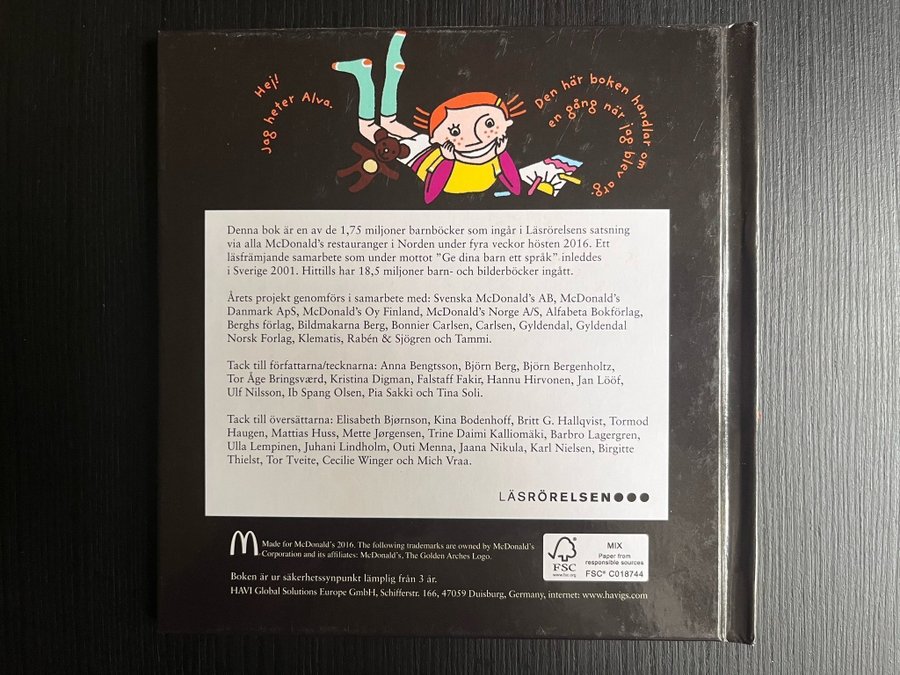 Hej!
Jag heter Alva.
Den här boken handlar om
en gång när jag blev arg.
Denna bok är en av de 1,75 miljoner barnböcker som ingår i Läsrörelsens satsning
via alla McDonald's restauranger i Norden under fyra veckor hösten 2016. Ett
läsfrämjande samarbete som under mottot "Ge dina barn ett språk" inleddes
i Sverige 2001. Hittills har 18,5 miljoner barn- och bilderböcker ingått.
Årets projekt genomförs i samarbete med: Svenska McDonald's AB, McDonald's
Danmark ApS, McDonald's Oy Finland, McDonald's Norge A/S, Alfabeta Bokförlag,
Berghs förlag, Bildmakarna Berg, Bonnier Carlsen, Carlsen, Gyldendal, Gyldendal
Norsk Forlag, Klematis, Rabén & Sjögren och Tammi.
Tack till författarna/tecknarna: Anna Bengtsson, Björn Berg, Björn Bergenholtz,
Tor Åge Bringsværd, Kristina Digman, Falstaff Fakir, Hannu Hirvonen, Jan Lööf,
Ulf Nilsson, Ib Spang Olsen, Pia Sakki och Tina Soli.
Tack till översättarna: Elisabeth Bjørnson, Kina Bodenhoff, Britt G. Hallqvist, Tormod
Haugen, Mattias Huss, Mette Jørgensen, Trine Daimi Kalliomäki, Barbro Lagergren,
Ulla Lempinen, Juhani Lindholm, Outi Menna, Jaana Nikula, Karl Nielsen, Birgitte
Thielst, Tor Tveite, Cecilie Winger och Mich Vraa.
LÄSRÖRELSEN
Made for McDonald's 2016. The following trademarks are owned by McDonald's
Corporation and its affiliates: McDonald's, The Golden Arches Logo.
Boken är ur säkerhetssynpunkt lämplig från 3 år.
HAVI Global Solutions Europe GmbH, Schifferstr. 166, 47059 Duisburg, Germany, internet: www.havigs.com
FSC
www.fsc.org
MIX
Paper from
responsible sources
FSC® C018744